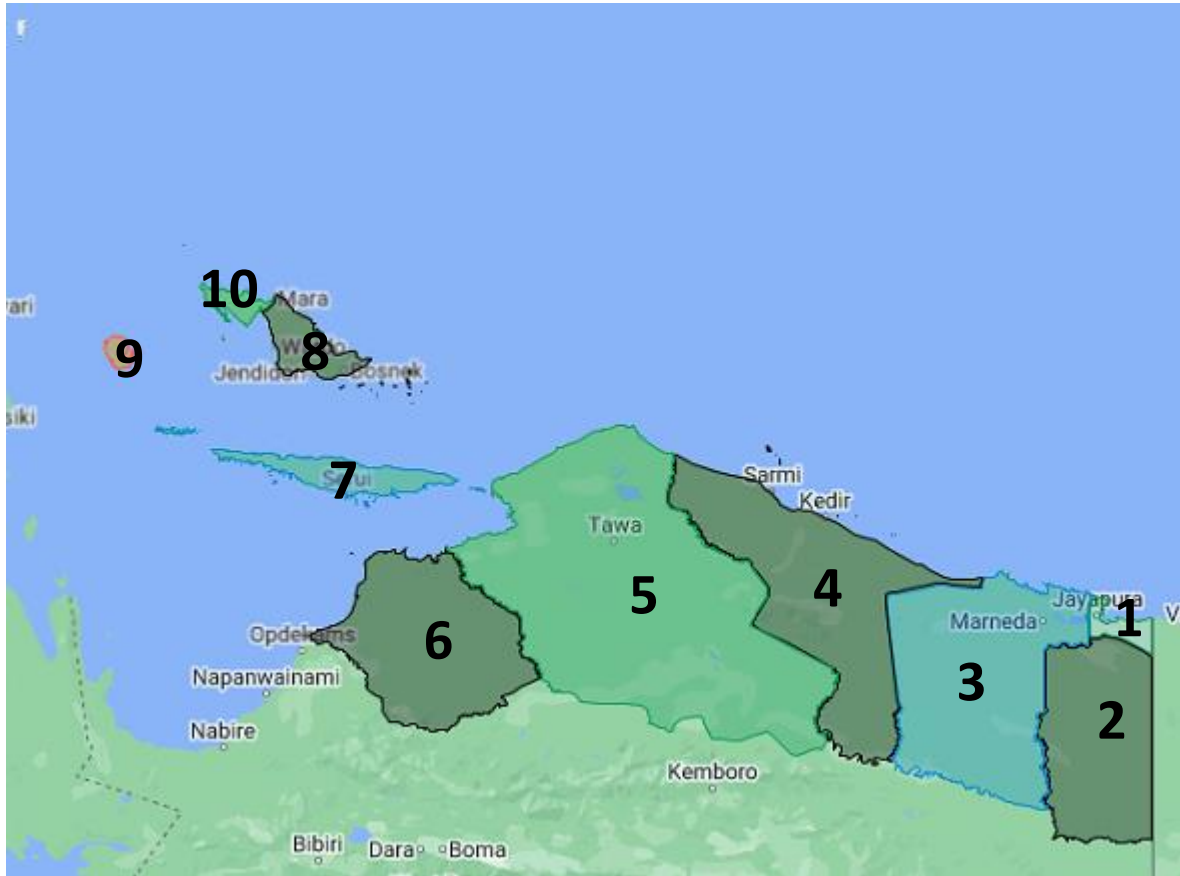 10
Mara
9
8
Jendidori
Bosnek
7
Sarmi
Kedir
Tawa
5
4
Jayapura
1
Marneda
Opdekams
6
3
Napanwainami
2
Nabire
Kemboro
Bibiri
Dara
Boma